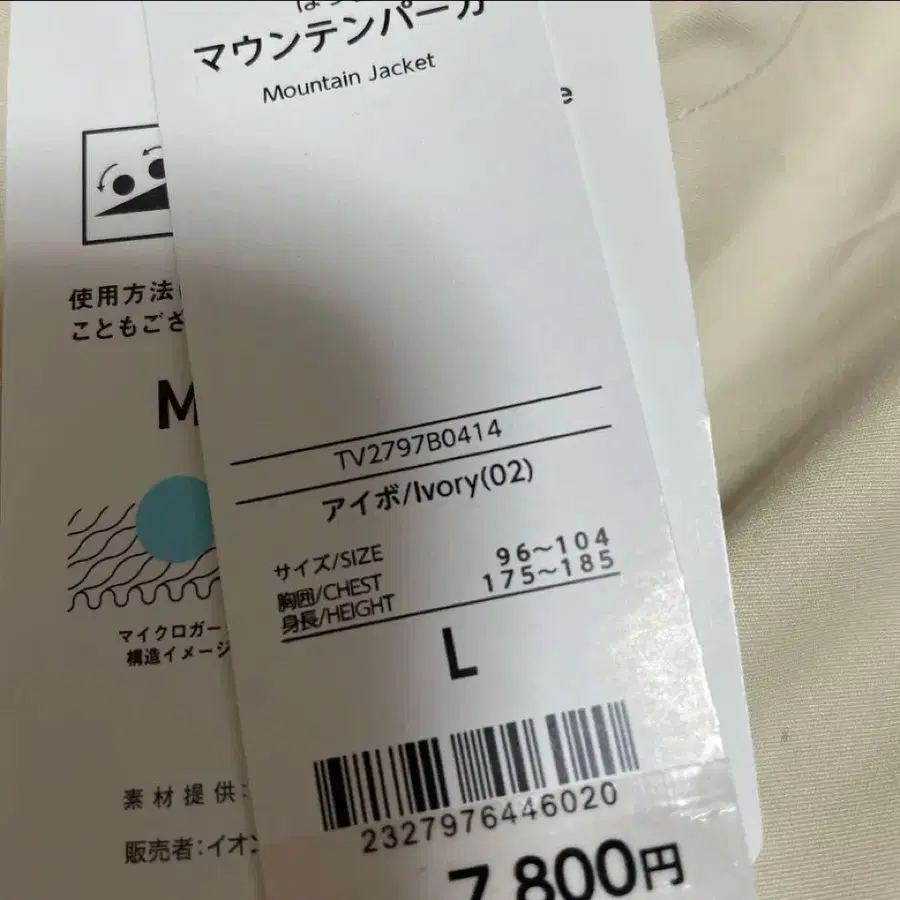 はっ
マウンテンパーカ
Mountain Jacket
e
使用方法
こともござ
M
TV2797B0414
アイボ/Ivory(02)
サイズ/SIZE
胸囲/CHEST 96~104
身長/HEIGHT 175~185
L
マイクロガー
構造イメージ
素材提供:
販売者:イオン
2327976446020
7,800円